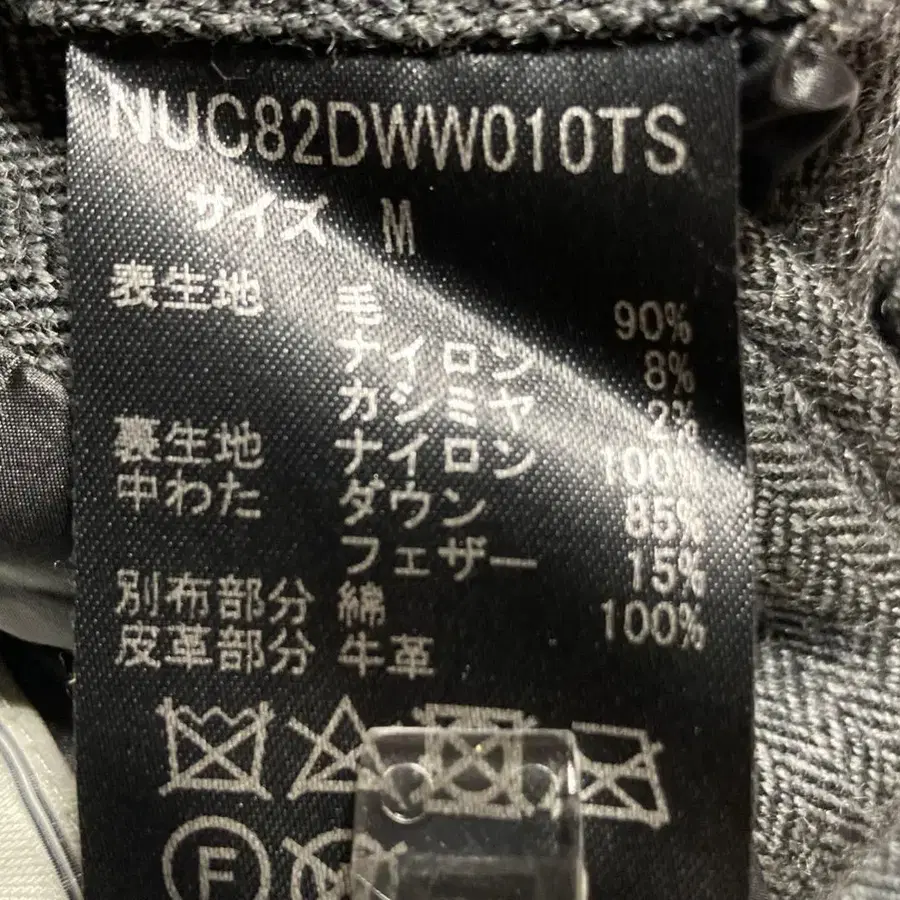 NUC82DWW010TS
サイズ M
表生地 毛 90%
ナイロン 8%
カシミヤ 2%
裏生地 ナイロン 100%
中わた ダウン 85%
フェザー 15%
別布部分 綿 100%
皮革部分 牛革
F